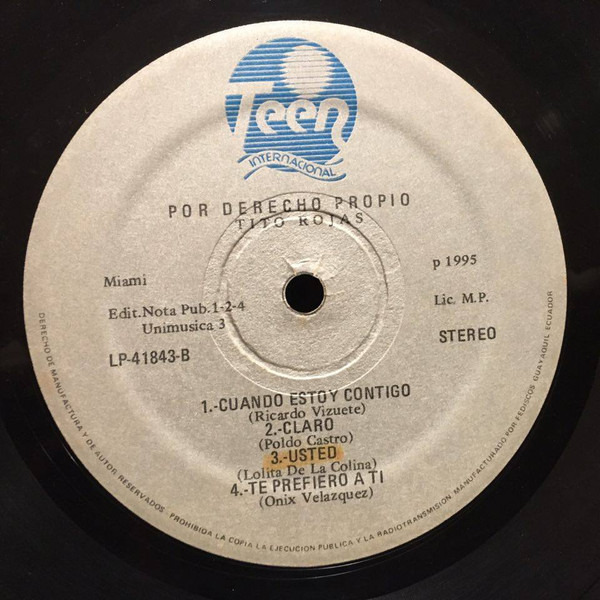 Teen
INTERNACIONAL
POR DERECHO PROPIO
TITO ROJAS
Miami
p 1995
Edit. Nota Pub. 1-2-4
Unimusica 3
Lic. M.P.
LP-41843-B
STEREO
1.-CUANDO ESTOY CONTIGO
(Ricardo Vizuete)
2.-CLARO
(Poldo Castro)
3.-USTED
(Lolita De La Colina)
4.-TE PREFIERO A TI
(Onix Velazquez)
DERECHO DE MANUFACTURA Y DE AUTOR RESERVADOS. PROHIBIDA LA COPIA LA EJECUCION PUBLICA Y LA RADIOTRANSMISION MANUFACTURADO POR FEDISCOS GUAYAQUIL ECUADOR